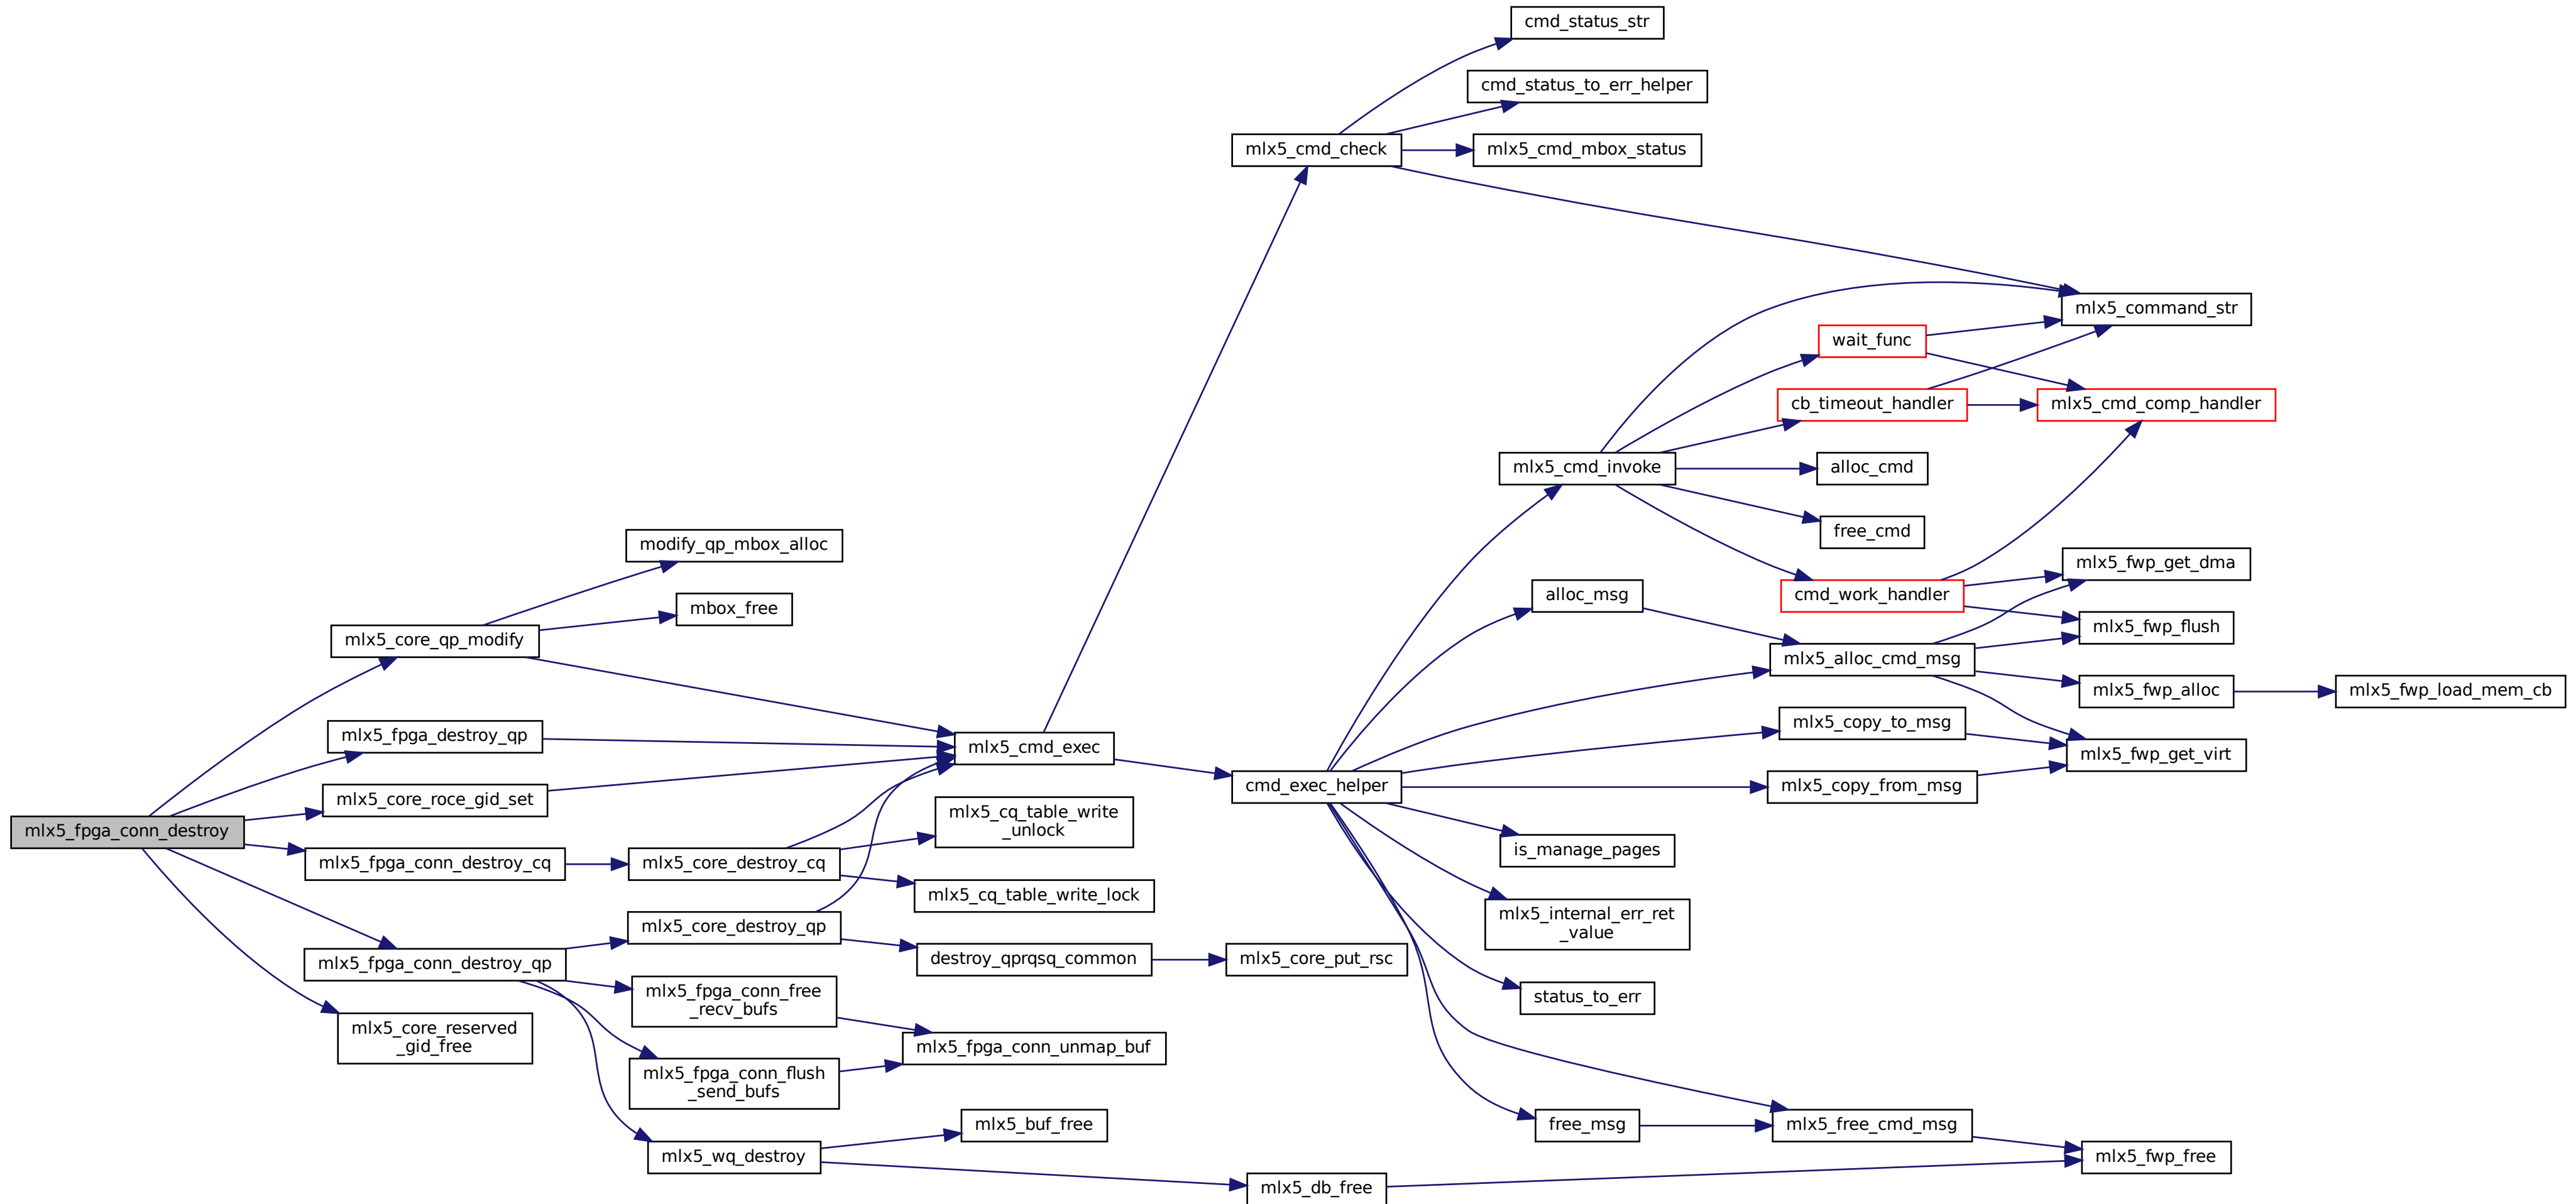 cmd_status_str
cmd_status_to_err_helper
mlx5_cmd_check
mlx5_cmd_mbox_status
mlx5_command_str
wait_func
cb_timeout_handler
mlx5_cmd_comp_handler
mlx5_cmd_invoke
alloc_cmd
free_cmd
modify_qp_mbox_alloc
mlx5_fwp_get_dma
cmd_work_handler
alloc_msg
mbox_free
mlx5_fwp_flush
mlx5_core_qp_modify
mlx5_alloc_cmd_msg
mlx5_fwp_alloc
mlx5_fwp_load_mem_cb
mlx5_copy_to_msg
mlx5_fpga_destroy_qp
mlx5_cmd_exec
mlx5_fwp_get_virt
cmd_exec_helper
mlx5_copy_from_msg
mlx5_core_roce_gid_set
mlx5_cq_table_write
_unlock
mlx5_fpga_conn_destroy
is_manage_pages
mlx5_fpga_conn_destroy_cq
mlx5_core_destroy_cq
mlx5_cq_table_write_lock
mlx5_internal_err_ret
_value
mlx5_core_destroy_qp
mlx5_fpga_conn_destroy_qp
destroy_qprqsq_common
mlx5_core_put_rsc
mlx5_fpga_conn_free
_recv_bufs
status_to_err
mlx5_core_reserved
_gid_free
mlx5_fpga_conn_unmap_buf
mlx5_fpga_conn_flush
_send_bufs
mlx5_buf_free
free_msg
mlx5_free_cmd_msg
mlx5_wq_destroy
mlx5_fwp_free
mlx5_db_free